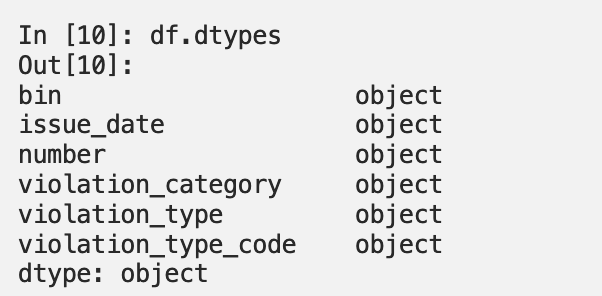 In [10]: df.dtypes
Out[10]:
bin                    object
issue_date             object
number                 object
violation_category     object
violation_type         object
violation_type_code    object
dtype: object